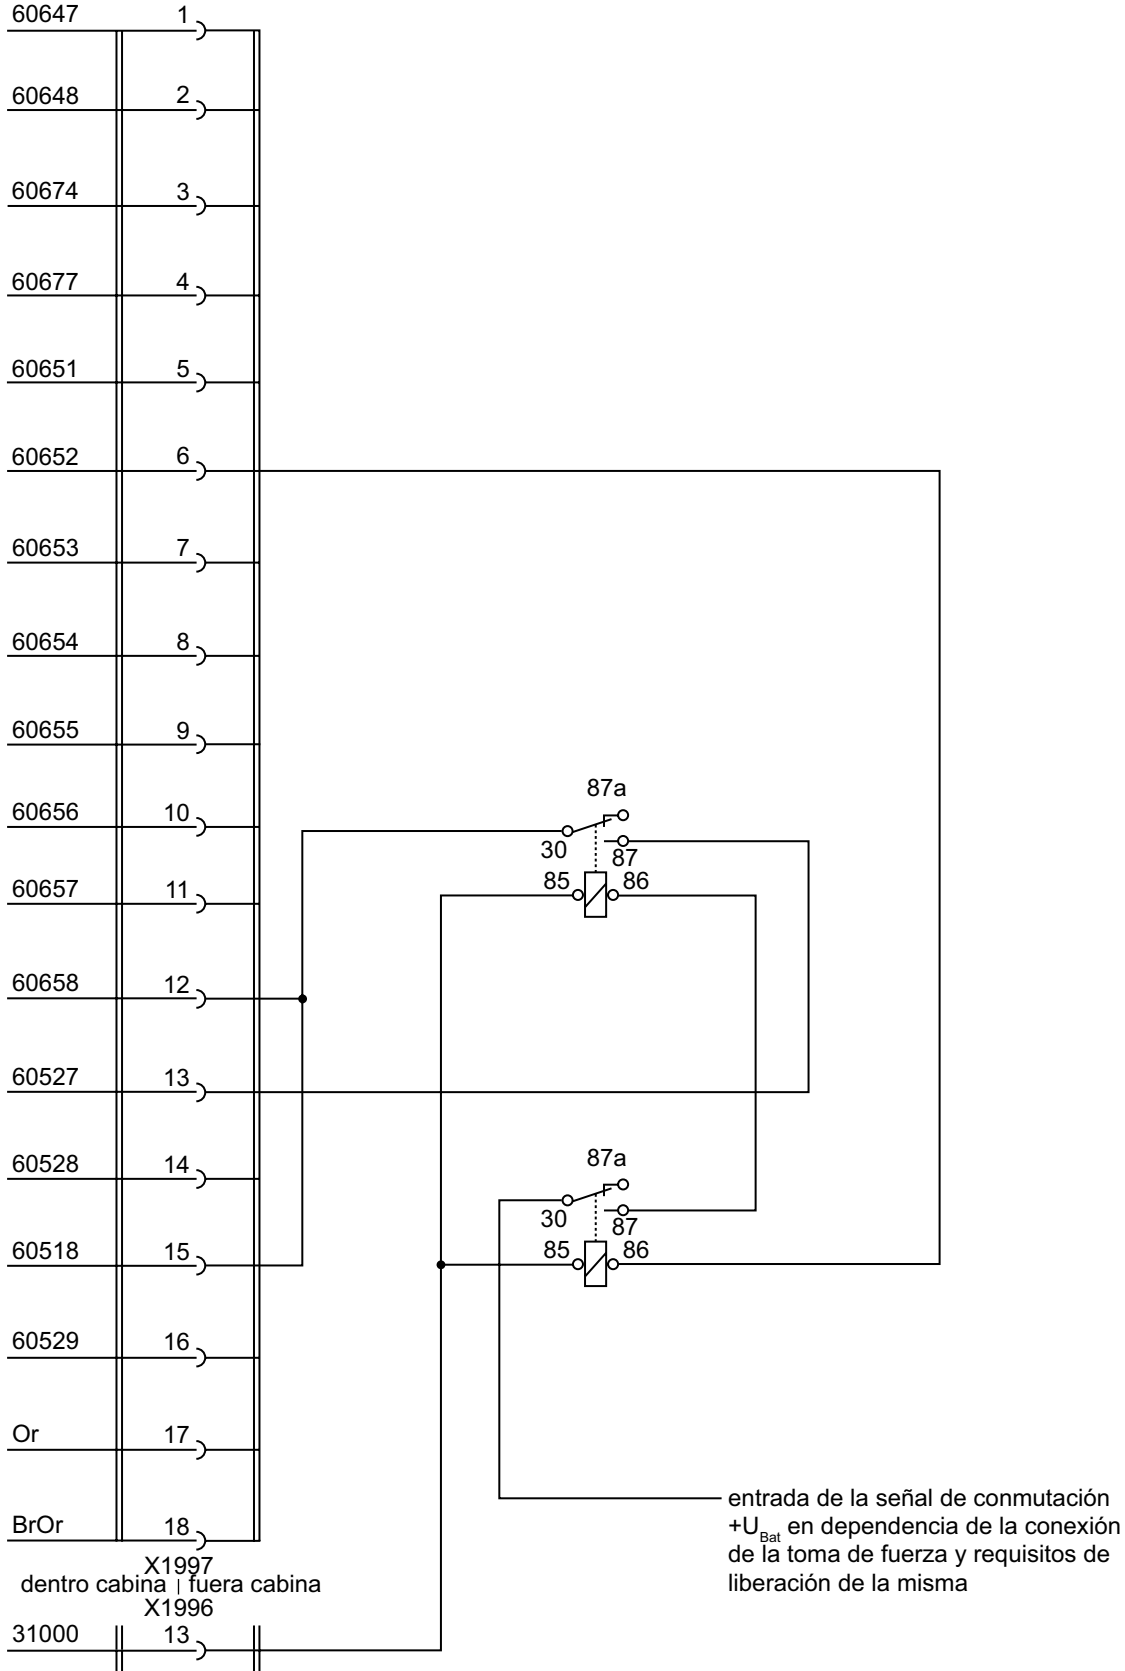 60647 1
60648 2
60674 3
60677 4
60651 5
60652 6
60653 7
60654 8
60655 9
87a
60656 10
30 87
60657 11 85 86
60658 12
60527 13
87a
60528 14
30 87
60518 15 85 86
60529 16
Or 17
entrada de la señal de conmutación
BrOr 18 +UBat en dependencia de la conexión
de la toma de fuerza y requisitos de
liberación de la misma
X1997
dentro cabina | fuera cabina
X1996
31000 13